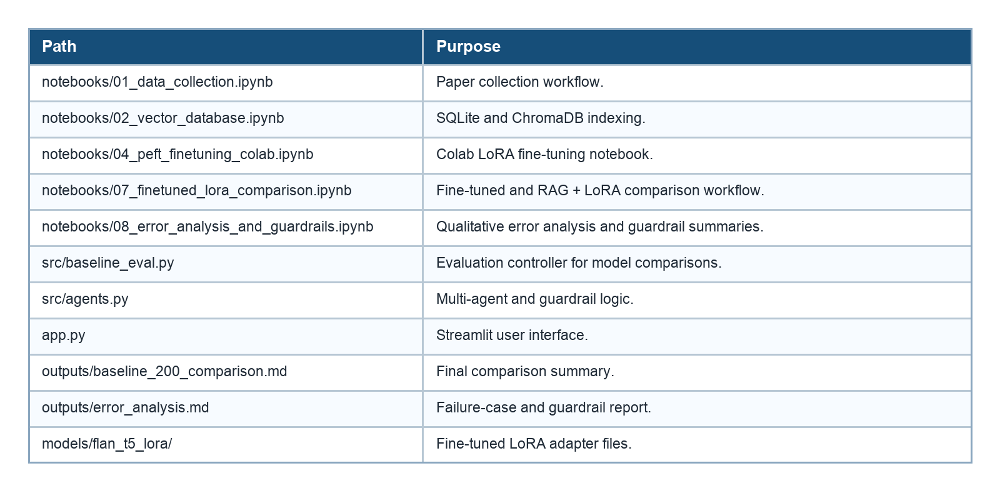 Path Purpose
notebooks/01_data_collection.ipynb Paper collection workflow.
notebooks/02_vector_database.ipynb SQLite and ChromaDB indexing.
notebooks/04_peft_finetuning_colab.ipynb Colab LoRA fine-tuning notebook.
notebooks/07_finetuned_lora_comparison.ipynb Fine-tuned and RAG + LoRA comparison workflow.
notebooks/08_error_analysis_and_guardrails.ipynb Qualitative error analysis and guardrail summaries.
src/baseline_eval.py Evaluation controller for model comparisons.
src/agents.py Multi-agent and guardrail logic.
app.py Streamlit user interface.
outputs/baseline_200_comparison.md Final comparison summary.
outputs/error_analysis.md Failure-case and guardrail report.
models/flan_t5_lora/ Fine-tuned LoRA adapter files.